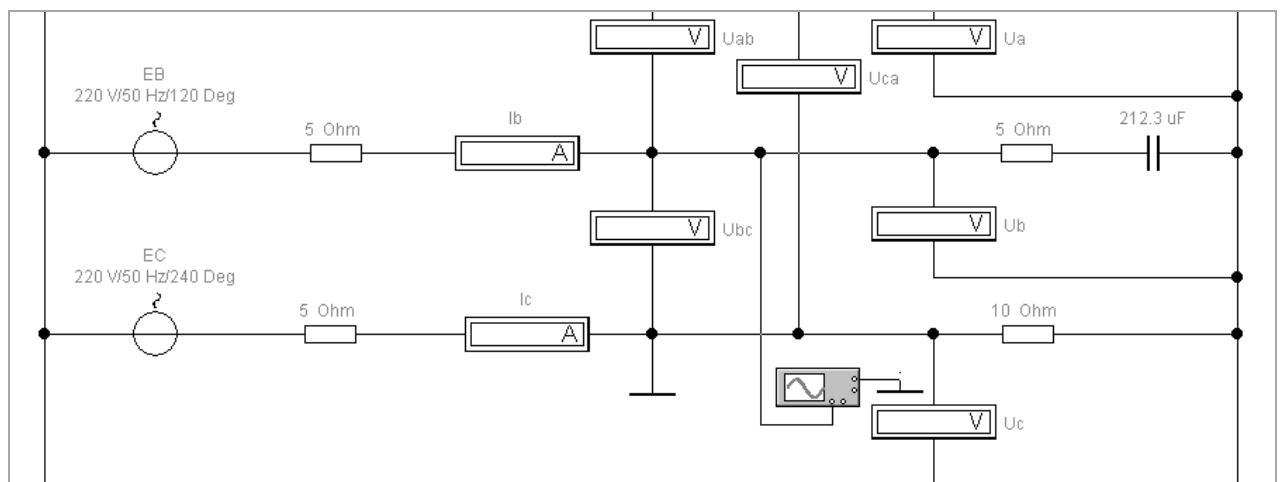 V Uab
V Ua
V Uca
EB
220 V/50 Hz/120 Deg
5 Ohm
Ib
A
5 Ohm
212.3 uF
V Ubc
V Ub
EC
220 V/50 Hz/240 Deg
5 Ohm
Ic
A
10 Ohm
V Uc